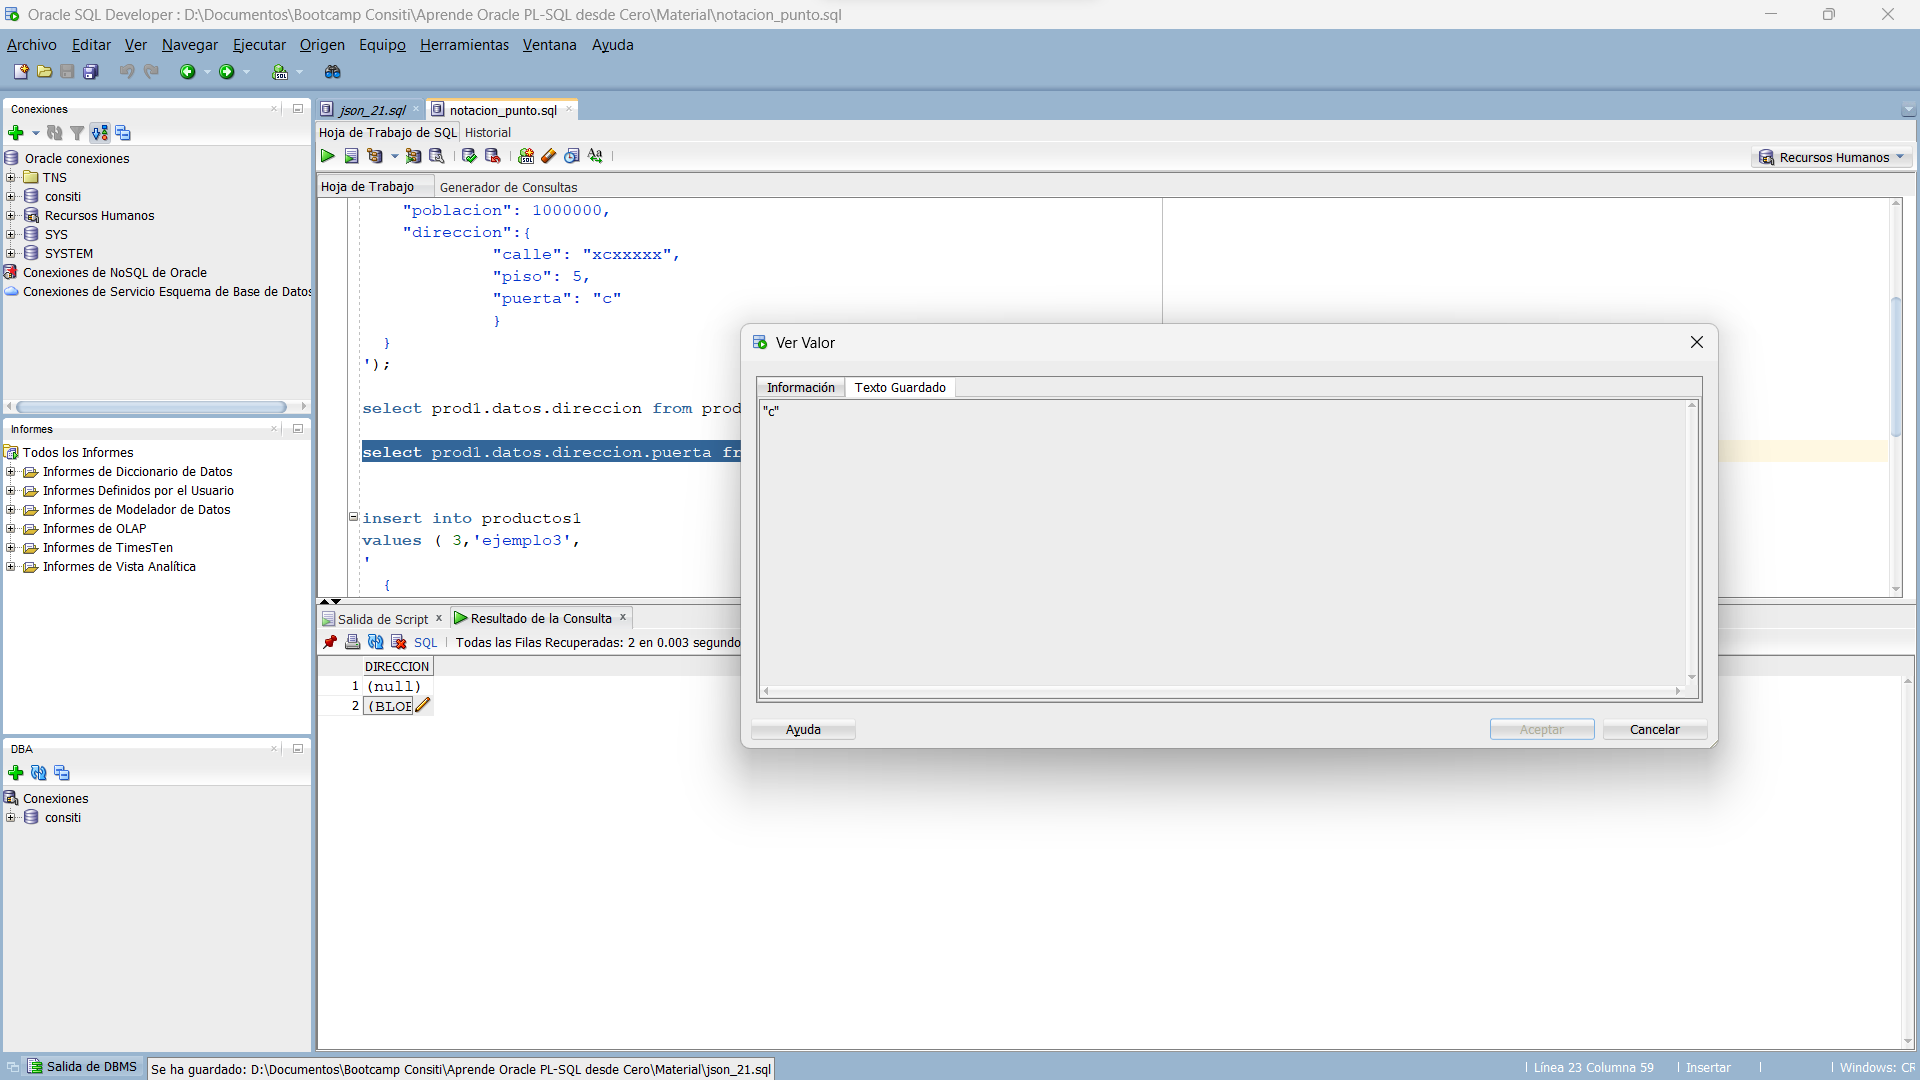 Oracle SQL Developer : D:\Documentos\Bootcamp Consiti\Aprende Oracle PL-SQL desde Cero\Material\notacion_punto.sql
Archivo Editar Ver Navegar Ejecutar Origen Equipo Herramientas Ventana Ayuda
Conexiones
Oracle conexiones
TNS
consiti
Recursos Humanos
SYS
SYSTEM
Conexiones de NoSQL de Oracle
Conexiones de Servicio Esquema de Base de Datos
Informes
Todos los Informes
Informes de Diccionario de Datos
Informes Definidos por el Usuario
Informes de Modelador de Datos
Informes de OLAP
Informes de TimesTen
Informes de Vista Analítica
DBA
Conexiones
consiti
json_21.sql notacion_punto.sql
Hoja de Trabajo de SQL Historial
Recursos Humanos
Hoja de Trabajo Generador de Consultas
"poblacion": 1000000,
"direccion":{
"calle": "xcxxxxx",
"piso": 5,
"puerta": "c"
}
}
');
select prod1.datos.direccion from prod
select prod1.datos.direccion.puerta fr
insert into productos1
values ( 3,'ejemplo3',
'
{
Ver Valor
Información Texto Guardado
"c"
Ayuda Aceptar Cancelar
Salida de Script Resultado de la Consulta
SQL Todas las Filas Recuperadas: 2 en 0.003 segundo
DIRECCION
1 (null)
2 (BLOB
Salida de DBMS Se ha guardado: D:\Documentos\Bootcamp Consiti\Aprende Oracle PL-SQL desde Cero\Material\json_21.sql
Línea 23 Columna 59 Insertar Windows: CR